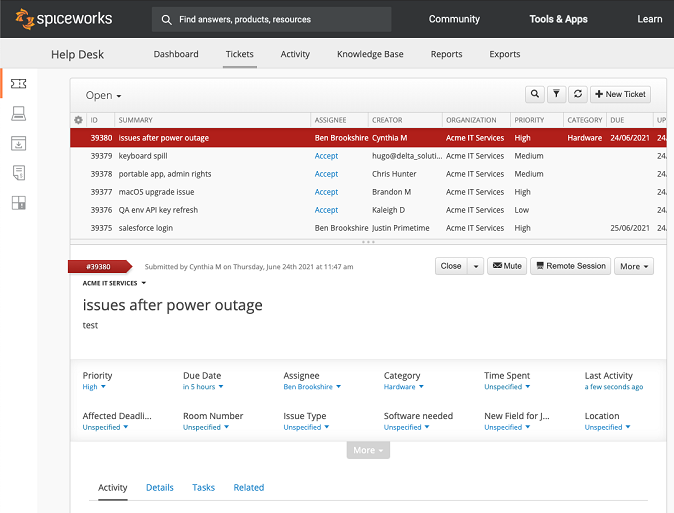 spiceworks Find answers, products, resources Community Tools & Apps Learn
Help Desk Dashboard Tickets Activity Knowledge Base Reports Exports
Open New Ticket
ID SUMMARY ASSIGNEE CREATOR ORGANIZATION PRIORITY CATEGORY DUE UP
39380 issues after power outage Ben Brookshire Cynthia M Acme IT Services High Hardware 24/06/2021 24/
39379 keyboard spill Accept hugo@delta_soluti... Acme IT Services Medium 24/
39378 portable app, admin rights Accept Chris Hunter Acme IT Services Medium 24/
39377 macOS upgrade issue Accept Brandon M Acme IT Services High 24/
39376 QA env API key refresh Accept Kaleigh D Acme IT Services Low 24/
39375 salesforce login Ben Brookshire Justin Primetime Acme IT Services High 25/06/2021 24/
#39380 Submitted by Cynthia M on Thursday, June 24th 2021 at 11:47 am Close Mute Remote Session More
ACME IT SERVICES
issues after power outage
test
Priority Due Date Assignee Category Time Spent Last Activity
High in 5 hours Ben Brookshire Hardware Unspecified a few seconds ago
Affected Deadli... Room Number Issue Type Software needed New Field for J... Location
Unspecified Unspecified Unspecified Unspecified Unspecified Unspecified
More
Activity Details Tasks Related